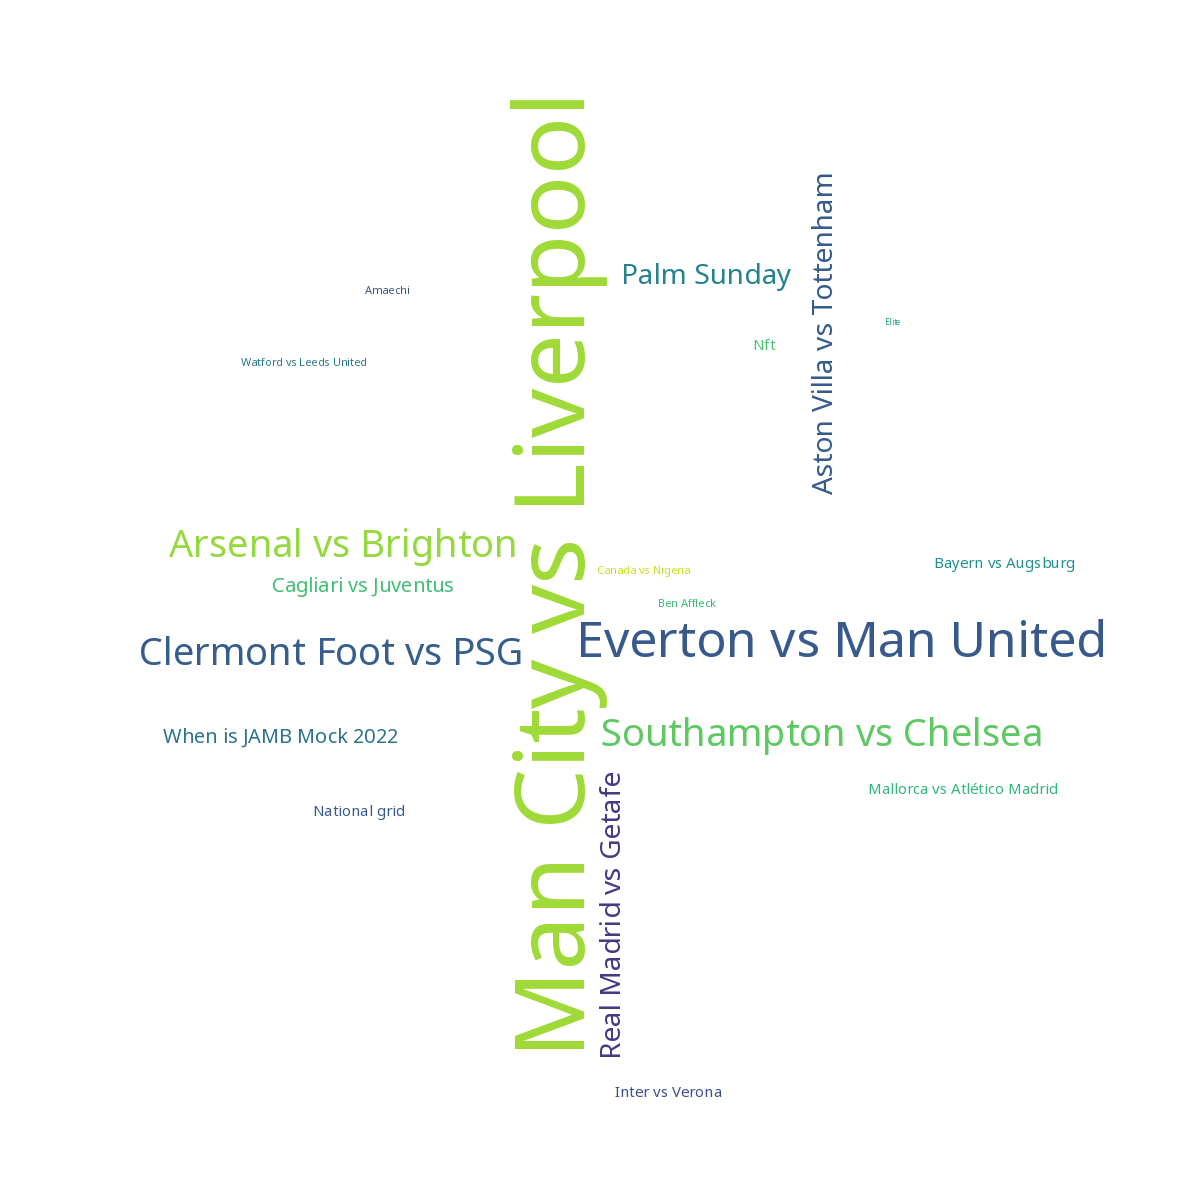 Man City vs Liverpool
Aston Villa vs Tottenham
Palm Sunday
Amaechi
Elite
Nft
Watford vs Leeds United
Arsenal vs Brighton
Bayern vs Augsburg
Canada vs Nigeria
Cagliari vs Juventus
Ben Affleck
Everton vs Man United
Clermont Foot vs PSG
Southampton vs Chelsea
When is JAMB Mock 2022
Real Madrid vs Getafe
Mallorca vs Atlético Madrid
National grid
Inter vs Verona